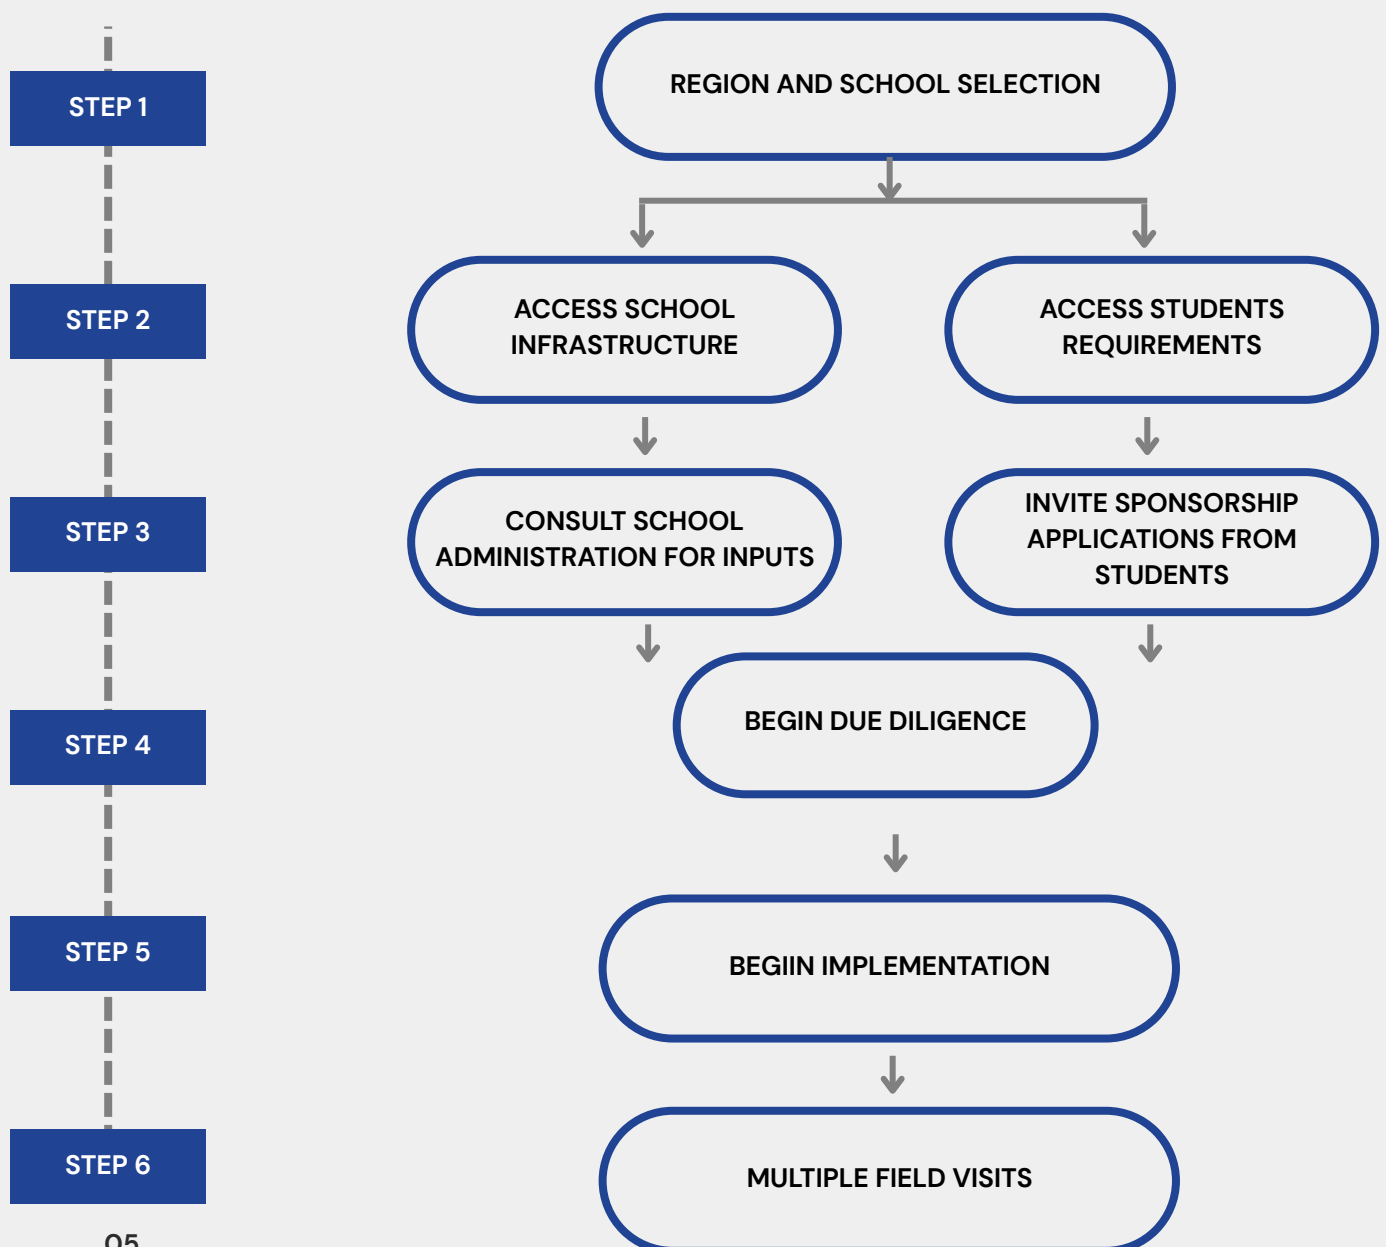 STEP 1
REGION AND SCHOOL SELECTION
STEP 2
ACCESS SCHOOL
INFRASTRUCTURE
ACCESS STUDENTS
REQUIREMENTS
STEP 3
CONSULT SCHOOL
ADMINISTRATION FOR INPUTS
INVITE SPONSORSHIP
APPLICATIONS FROM
STUDENTS
STEP 4
BEGIN DUE DILIGENCE
STEP 5
BEGIIN IMPLEMENTATION
STEP 6
MULTIPLE FIELD VISITS
05